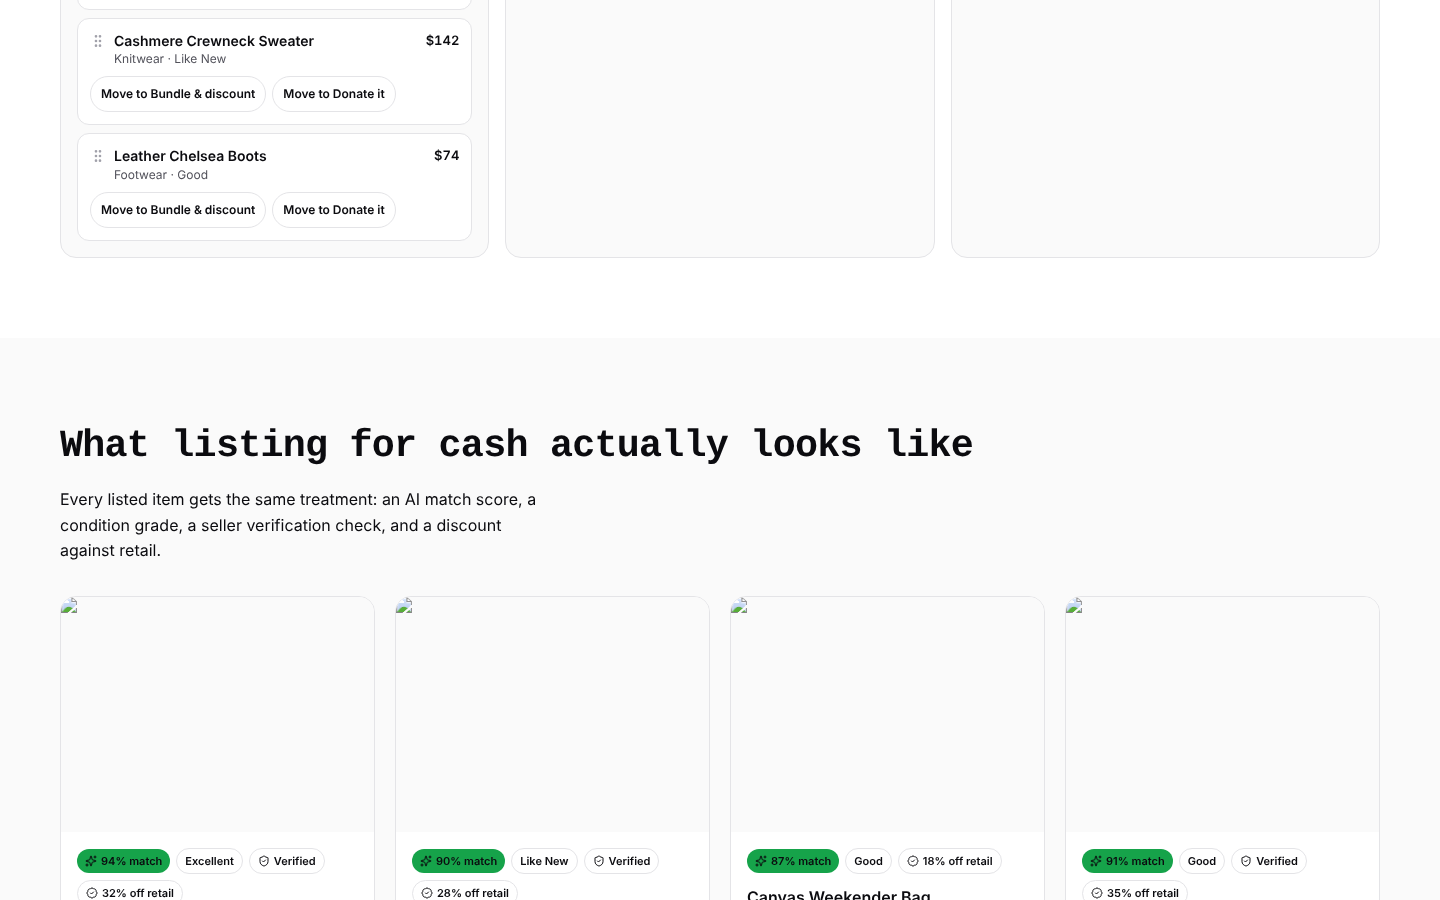 Cashmere Crewneck Sweater
$142
Knitwear · Like New
Move to Bundle & discount
Move to Donate it
Leather Chelsea Boots
$74
Footwear · Good
Move to Bundle & discount
Move to Donate it
What listing for cash actually looks like
Every listed item gets the same treatment: an AI match score, a
condition grade, a seller verification check, and a discount
against retail.
94% match
Excellent
Verified
32% off retail
90% match
Like New
Verified
28% off retail
87% match
Good
18% off retail
Canvas Weekender Bag
91% match
Good
Verified
35% off retail